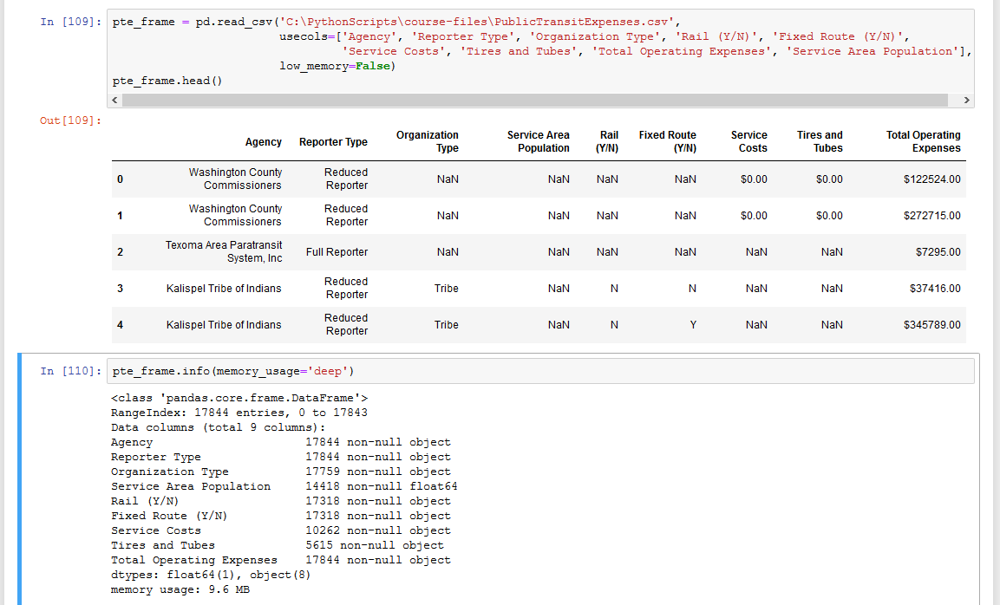 In [109]: pte_frame = pd.read_csv('C:\PythonScripts\course-files\PublicTransitExpenses.csv',
usecols=['Agency', 'Reporter Type', 'Organization Type', 'Rail (Y/N)', 'Fixed Route (Y/N)',
'Service Costs', 'Tires and Tubes', 'Total Operating Expenses', 'Service Area Population'],
low_memory=False)
pte_frame.head()
Out[109]:
Agency Reporter Type Organization Type Service Area Population Rail (Y/N) Fixed Route (Y/N) Service Costs Tires and Tubes Total Operating Expenses
0 Washington County Commissioners Reduced Reporter NaN NaN NaN NaN $0.00 $0.00 $122524.00
1 Washington County Commissioners Reduced Reporter NaN NaN NaN NaN $0.00 $0.00 $272715.00
2 Texoma Area Paratransit System, Inc Full Reporter NaN NaN NaN NaN NaN NaN $7295.00
3 Kalispel Tribe of Indians Reduced Reporter Tribe NaN N N NaN NaN $37416.00
4 Kalispel Tribe of Indians Reduced Reporter Tribe NaN N Y NaN NaN $345789.00
In [110]: pte_frame.info(memory_usage='deep')
<class 'pandas.core.frame.DataFrame'>
RangeIndex: 17844 entries, 0 to 17843
Data columns (total 9 columns):
Agency 17844 non-null object
Reporter Type 17844 non-null object
Organization Type 17759 non-null object
Service Area Population 14418 non-null float64
Rail (Y/N) 17318 non-null object
Fixed Route (Y/N) 17318 non-null object
Service Costs 10262 non-null object
Tires and Tubes 5615 non-null object
Total Operating Expenses 17844 non-null object
dtypes: float64(1), object(8)
memory usage: 9.6 MB